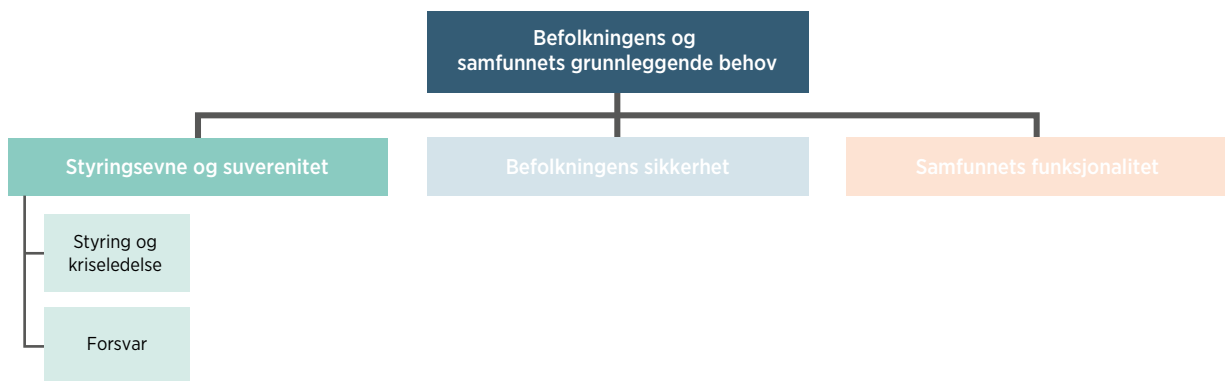 Befolkningens og
samfunnets grunnleggende behov
Styringsevne og suverenitet
Befolkningens sikkerhet
Samfunnets funksjonalitet
Styring og
kriseledelse
Forsvar